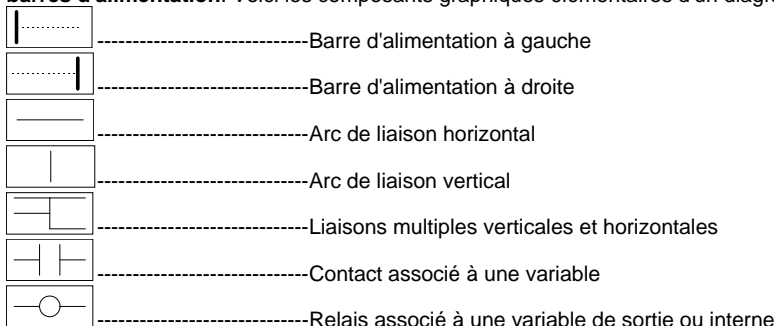 barres d'alimentation. Voici les composants graphiques élémentaires d'un diagr
-----------------------------Barre d'alimentation à gauche
-----------------------------Barre d'alimentation à droite
-----------------------------Arc de liaison horizontal
-----------------------------Arc de liaison vertical
-----------------------------Liaisons multiples verticales et horizontales
-----------------------------Contact associé à une variable
-----------------------------Relais associé à une variable de sortie ou interne